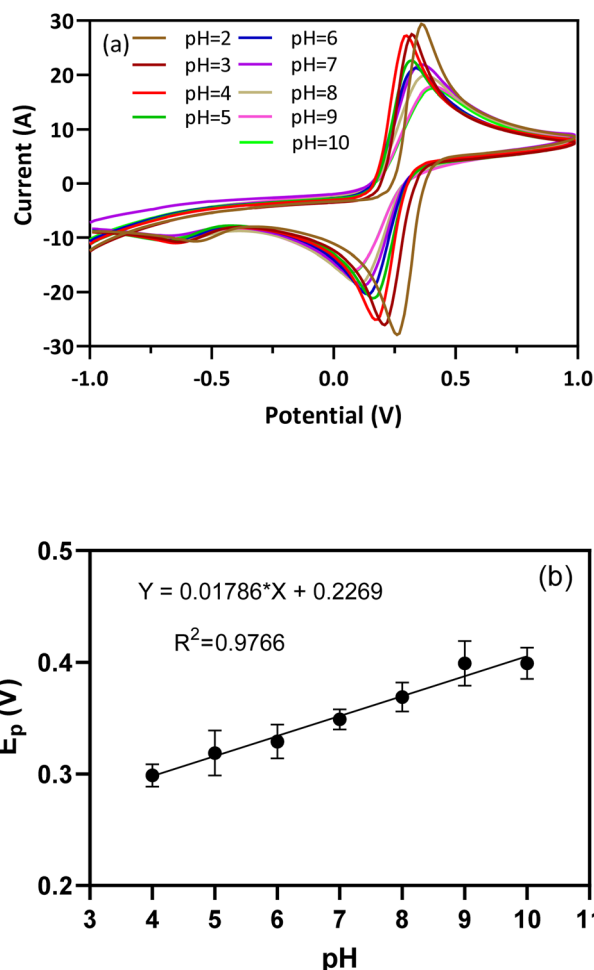 (a)
pH=2
pH=3
pH=4
pH=5
pH=6
pH=7
pH=8
pH=9
pH=10
30
20
10
0
-10
-20
-30
Current (A)
-1.0 -0.5 0.0 0.5 1.0
Potential (V)
(b)
Y = 0.01786*X + 0.2269
R²=0.9766
0.5
0.4
0.3
0.2
Eₚ (V)
3 4 5 6 7 8 9 10 11
pH